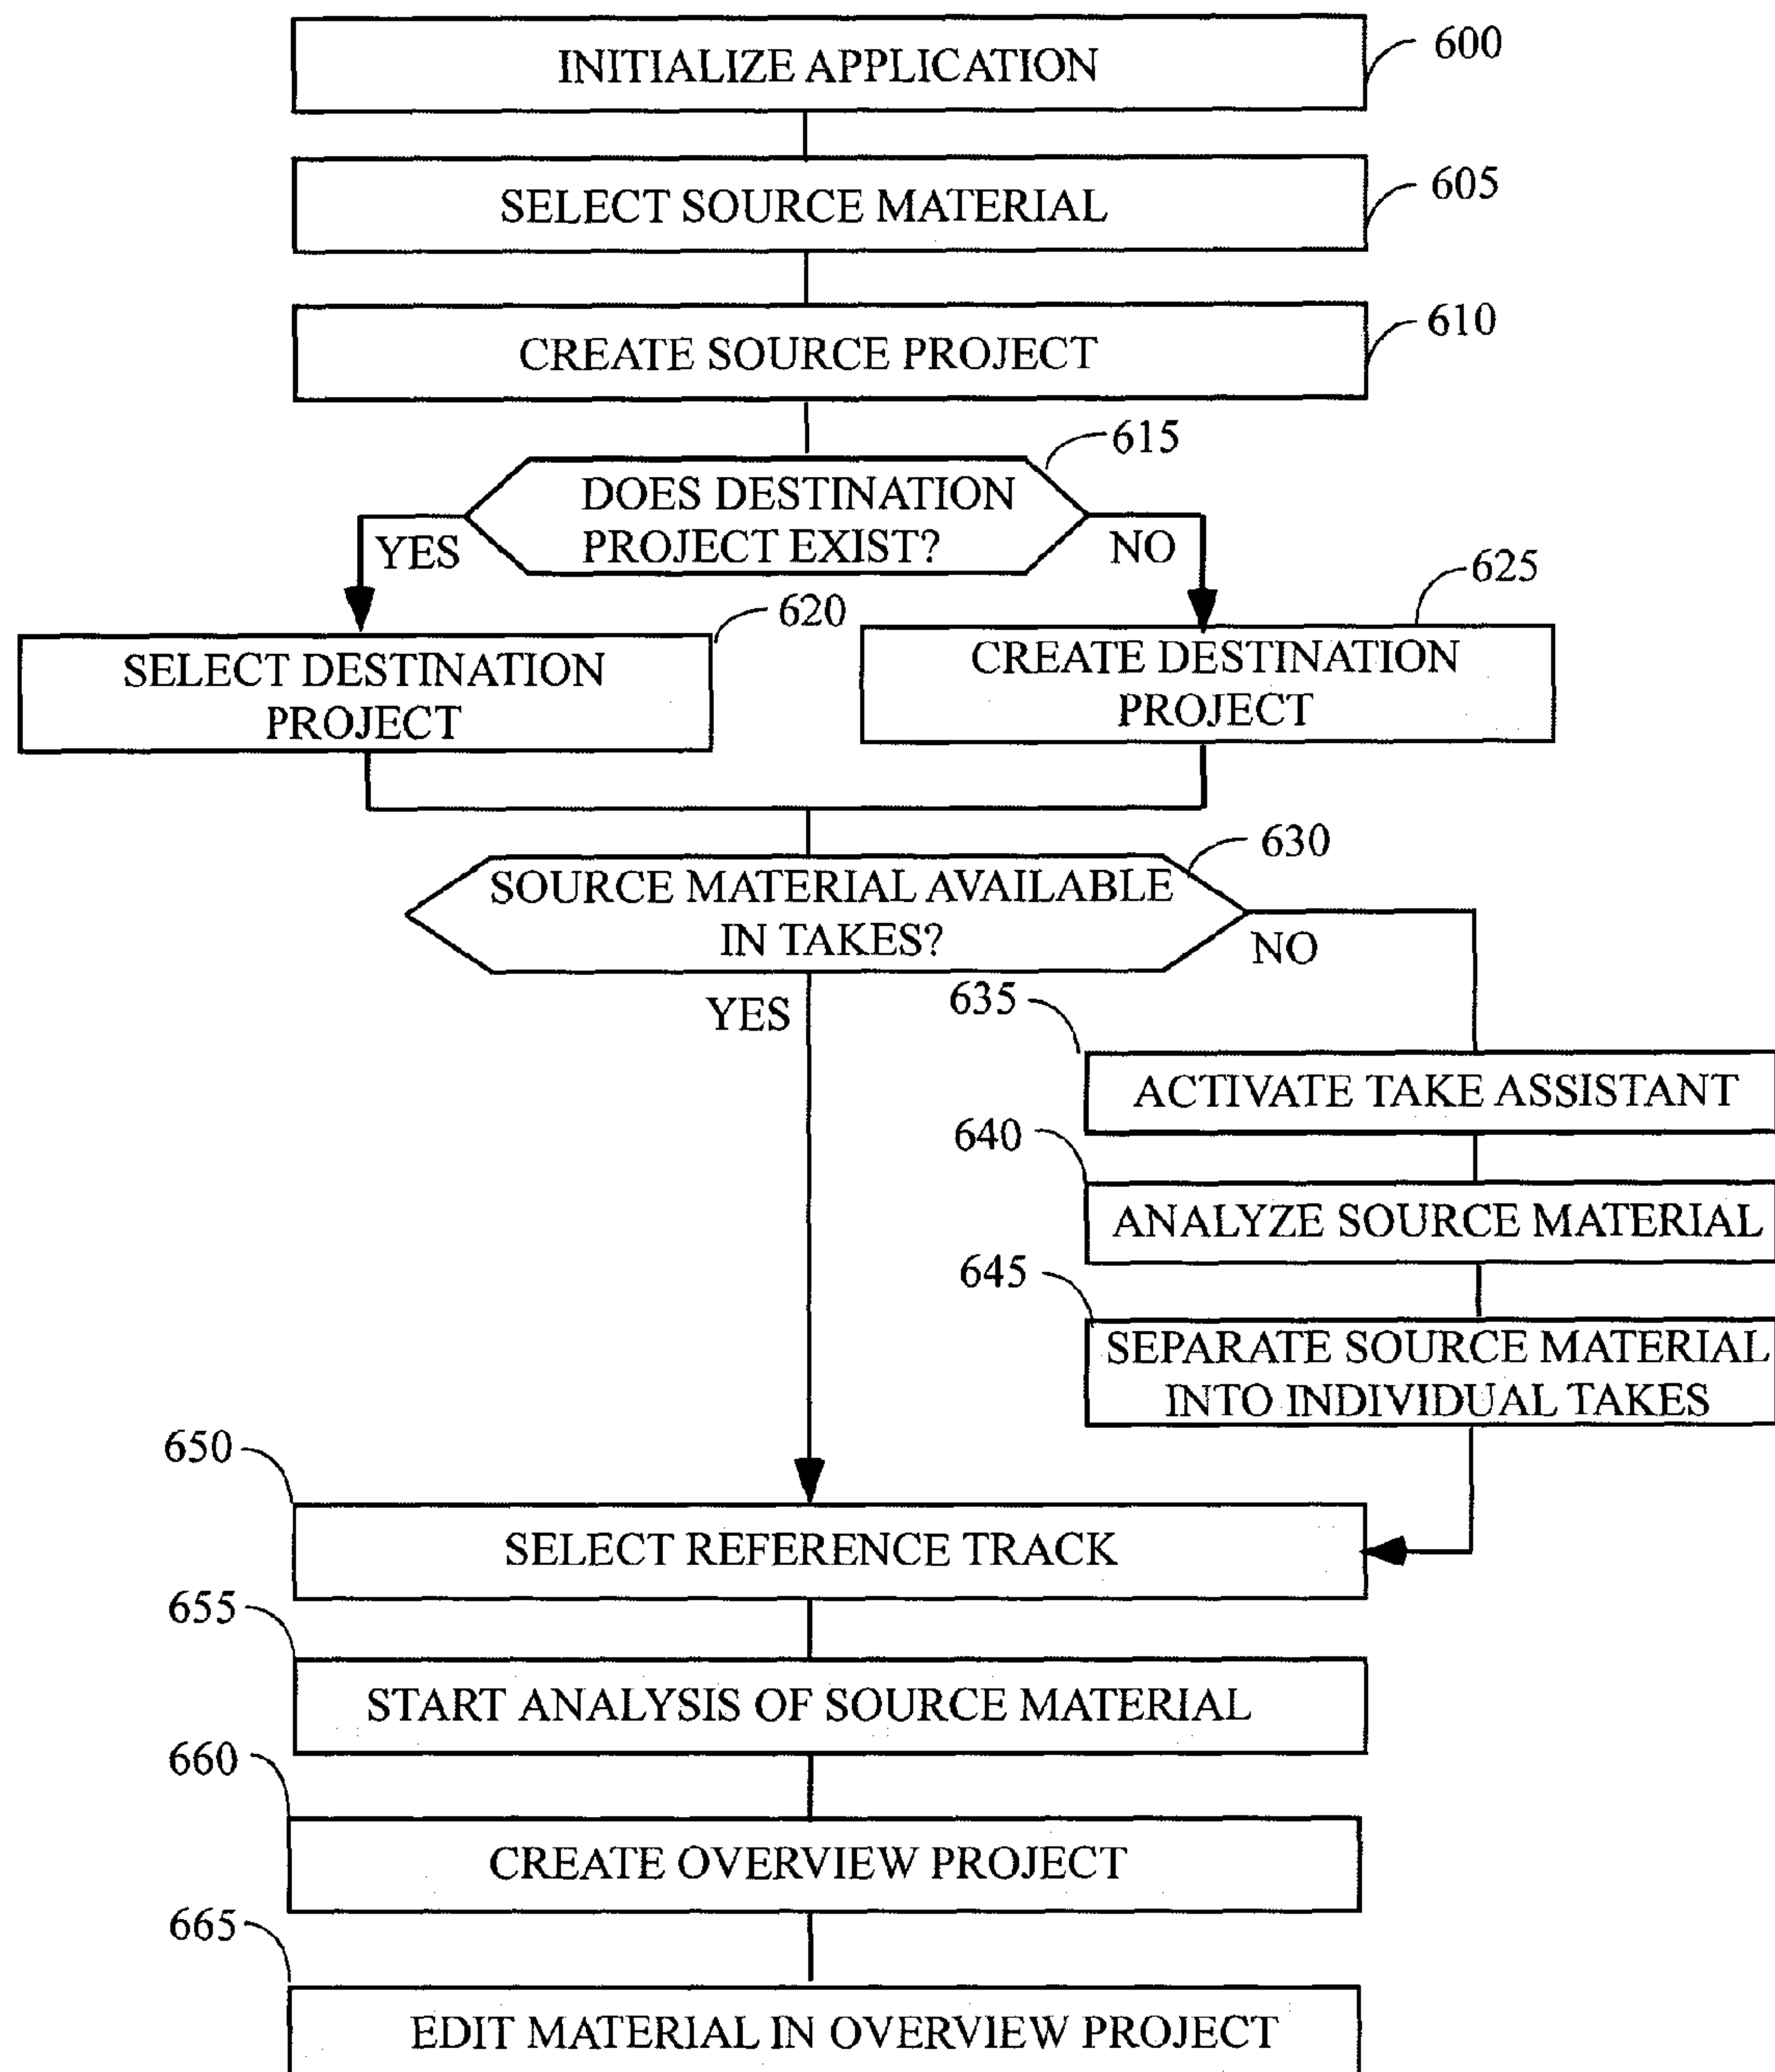 INITIALIZE APPLICATION
600
SELECT SOURCE MATERIAL
605
CREATE SOURCE PROJECT
610
615
DOES DESTINATION
PROJECT EXIST?
YES
NO
620
625
SELECT DESTINATION
PROJECT
CREATE DESTINATION
PROJECT
630
SOURCE MATERIAL AVAILABLE
IN TAKES?
NO
YES
635
ACTIVATE TAKE ASSISTANT
640
ANALYZE SOURCE MATERIAL
645
SEPARATE SOURCE MATERIAL
INTO INDIVIDUAL TAKES
650
SELECT REFERENCE TRACK
655
START ANALYSIS OF SOURCE MATERIAL
660
CREATE OVERVIEW PROJECT
665
EDIT MATERIAL IN OVERVIEW PROJECT